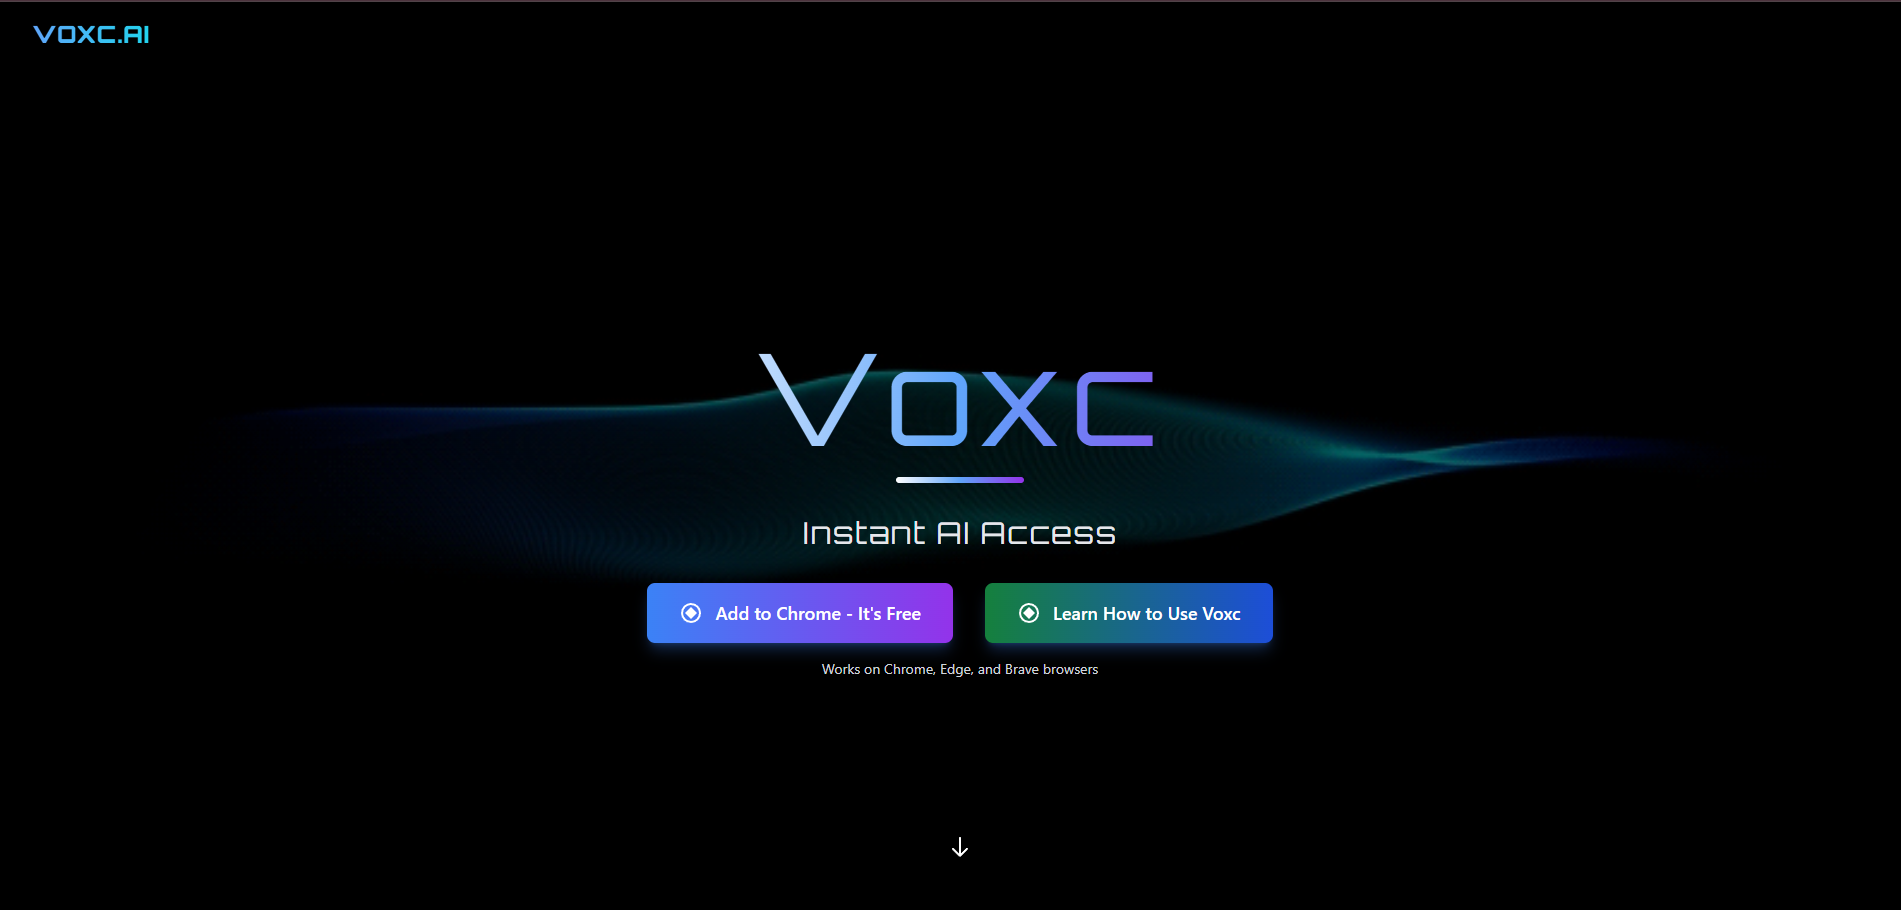 VOXC.AI
Voxc
Instant AI Access
Add to Chrome - It's Free
Learn How to Use Voxc
Works on Chrome, Edge, and Brave browsers